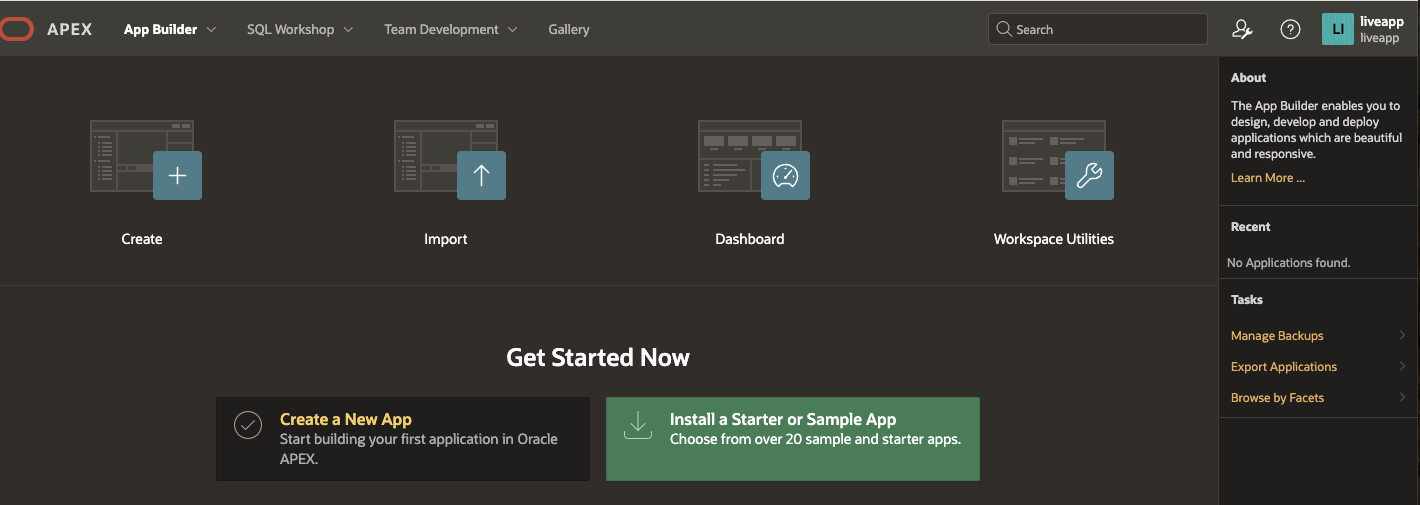 APEX
App Builder
SQL Workshop
Team Development
Gallery
Search
LI
liveapp
liveapp
Create
Import
Dashboard
Workspace Utilities
About
The App Builder enables you to
design, develop and deploy
applications which are beautiful
and responsive.
Learn More ...
Recent
No Applications found.
Tasks
Manage Backups
Export Applications
Browse by Facets
Get Started Now
Create a New App
Start building your first application in Oracle
APEX.
Install a Starter or Sample App
Choose from over 20 sample and starter apps.